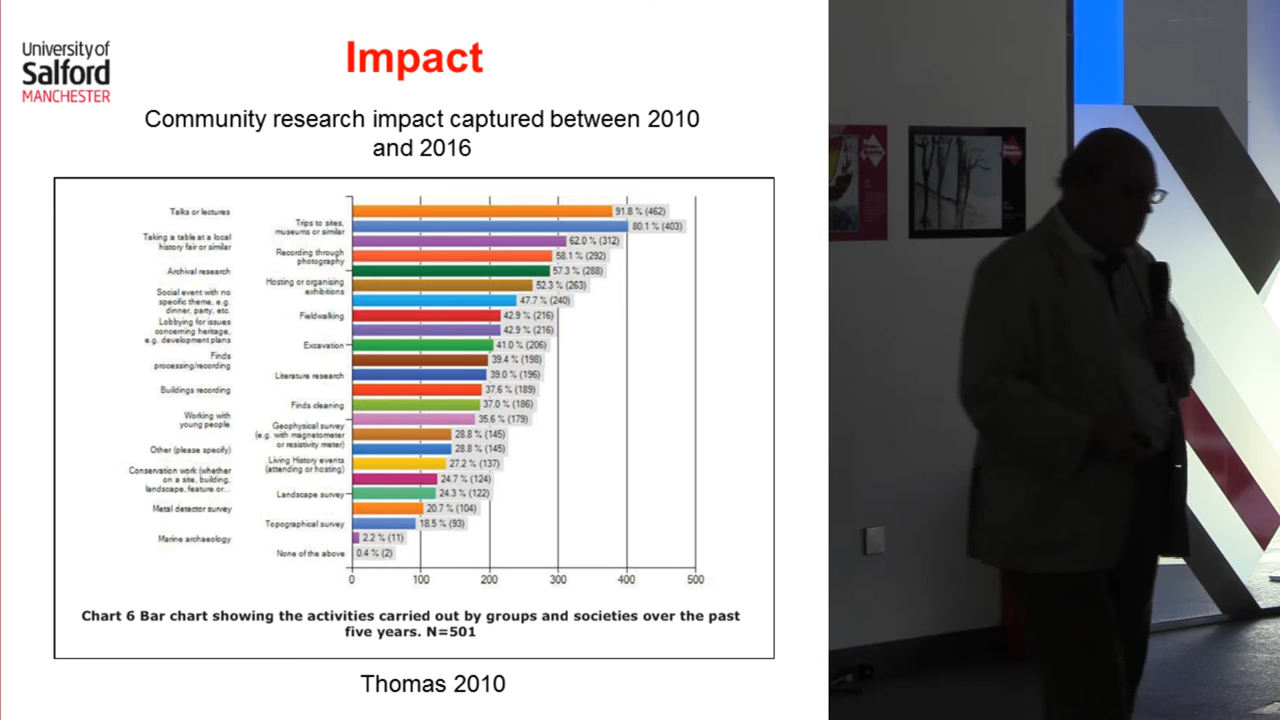 University of
Salford
MANCHESTER
Impact
Community research impact captured between 2010
and 2016
Talks or lectures
91.8 % (462)
Trips to sites,
museums or similar
80.1 % (403)
Taking a table at a local
history fair or similar
62.0 % (312)
Recording through
photography
58.1 % (292)
Archival research
57.3 % (288)
Hosting or organising
exhibitions
52.3 % (263)
Social event with no
specific theme, e.g.
dinner, party, etc.
47.7 % (240)
Fieldwalking
42.9 % (216)
Lobbying for issues
concerning heritage,
e.g. development plans
42.9 % (216)
Excavation
41.0 % (206)
Finds
processing/recording
39.4 % (198)
Literature research
39.0 % (196)
Buildings recording
37.6 % (189)
Finds cleaning
37.0 % (186)
Working with
young people
35.6 % (179)
Geophysical survey
(e.g. with magnetometer
or resistivity meter)
28.8 % (145)
Other (please specify)
28.8 % (145)
Living History events
(attending or hosting)
27.2 % (137)
Conservation work (whether
on a site, building,
landscape, feature or...
24.7 % (124)
Landscape survey
24.3 % (122)
Metal detector survey
20.7 % (104)
Topographical survey
18.5 % (93)
Marine archaeology
2.2 % (11)
None of the above
0.4 % (2)
0 100 200 300 400 500
Chart 6 Bar chart showing the activities carried out by groups and societies over the past
five years. N=501
Thomas 2010